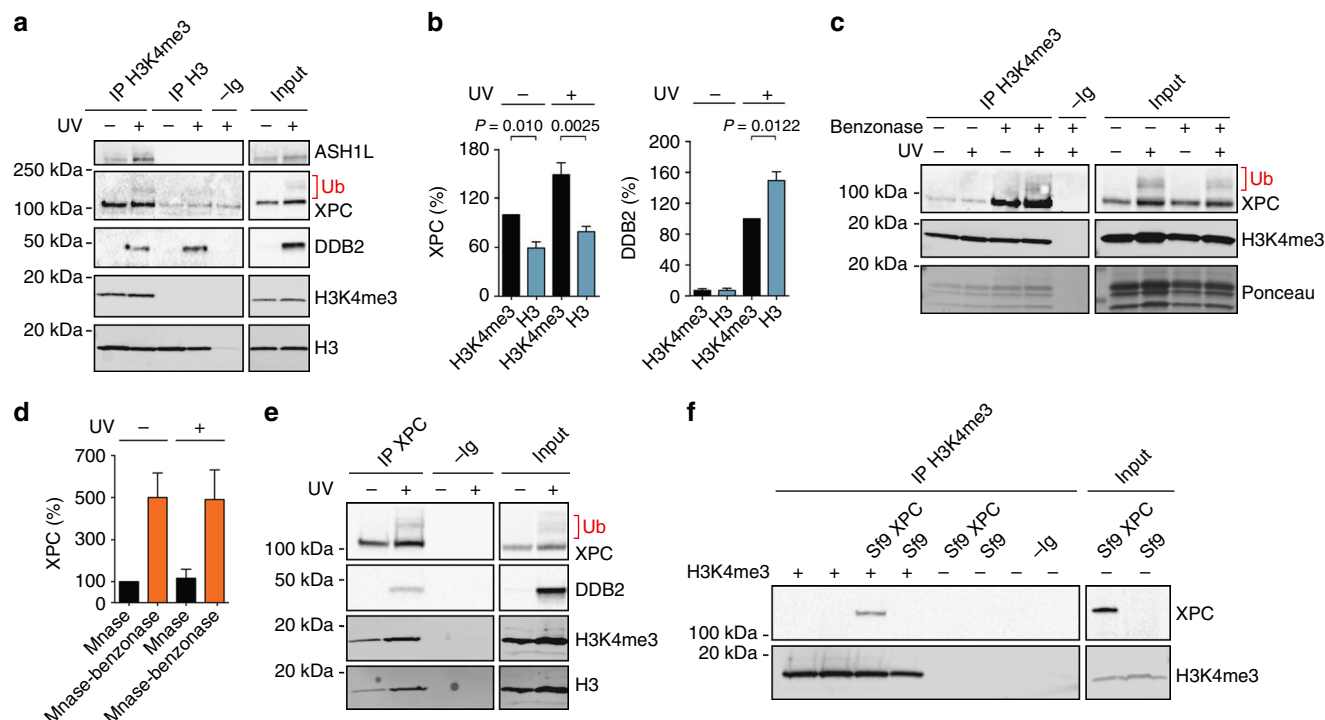 a
IP H3K4me3
IP H3
–Ig
Input
UV – + – + + – +
ASH1L
250 kDa
Ub
100 kDa
XPC
50 kDa
DDB2
20 kDa
H3K4me3
20 kDa
H3
b
UV – +
P = 0.010 0.0025
XPC (%)
180
120
60
0
H3K4me3
H3
H3K4me3
H3
UV – +
P = 0.0122
DDB2 (%)
200
160
120
80
40
0
H3K4me3
H3
H3K4me3
H3
c
IP H3K4me3
–Ig
Input
Benzonase – – + + + – – + +
UV – + – + + – + – +
Ub
100 kDa
XPC
20 kDa
H3K4me3
20 kDa
Ponceau
d
UV – +
XPC (%)
700
500
300
100
0
Mnase
Mnase-benzonase
Mnase
Mnase-benzonase
e
IP XPC
–Ig
Input
UV – + – + – +
Ub
100 kDa
XPC
50 kDa
DDB2
20 kDa
H3K4me3
20 kDa
H3
f
IP H3K4me3
Input
Sf9 XPC
Sf9
Sf9 XPC
Sf9
–Ig
Sf9 XPC
Sf9
H3K4me3 + + + + – – – – – –
XPC
100 kDa
20 kDa
H3K4me3